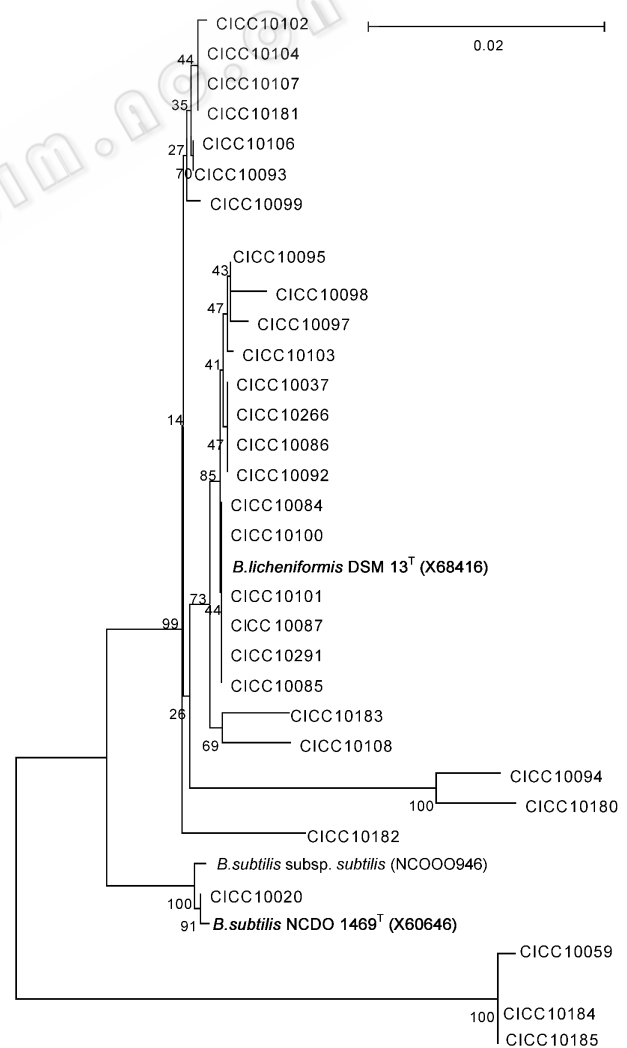 CICC10102
0.02
CICC10104
44
CICC10107
35
CICC10181
CICC10106
27
70
CICC10093
CICC10099
CICC10095
43
CICC10098
47
CICC10097
CICC10103
41
CICC10037
CICC10266
14
47
CICC10086
85
CICC10092
CICC10084
CICC10100
B.licheniformis DSM 13T (X68416)
73
CICC10101
44
99
CICC10087
CICC10291
CICC10085
26
CICC10183
69
CICC10108
CICC10094
100
CICC10180
CICC10182
B.subtilis subsp. subtilis (NCOOO946)
100
CICC10020
91
B.subtilis NCDO 1469T (X60646)
CICC10059
100
CICC10184
CICC10185